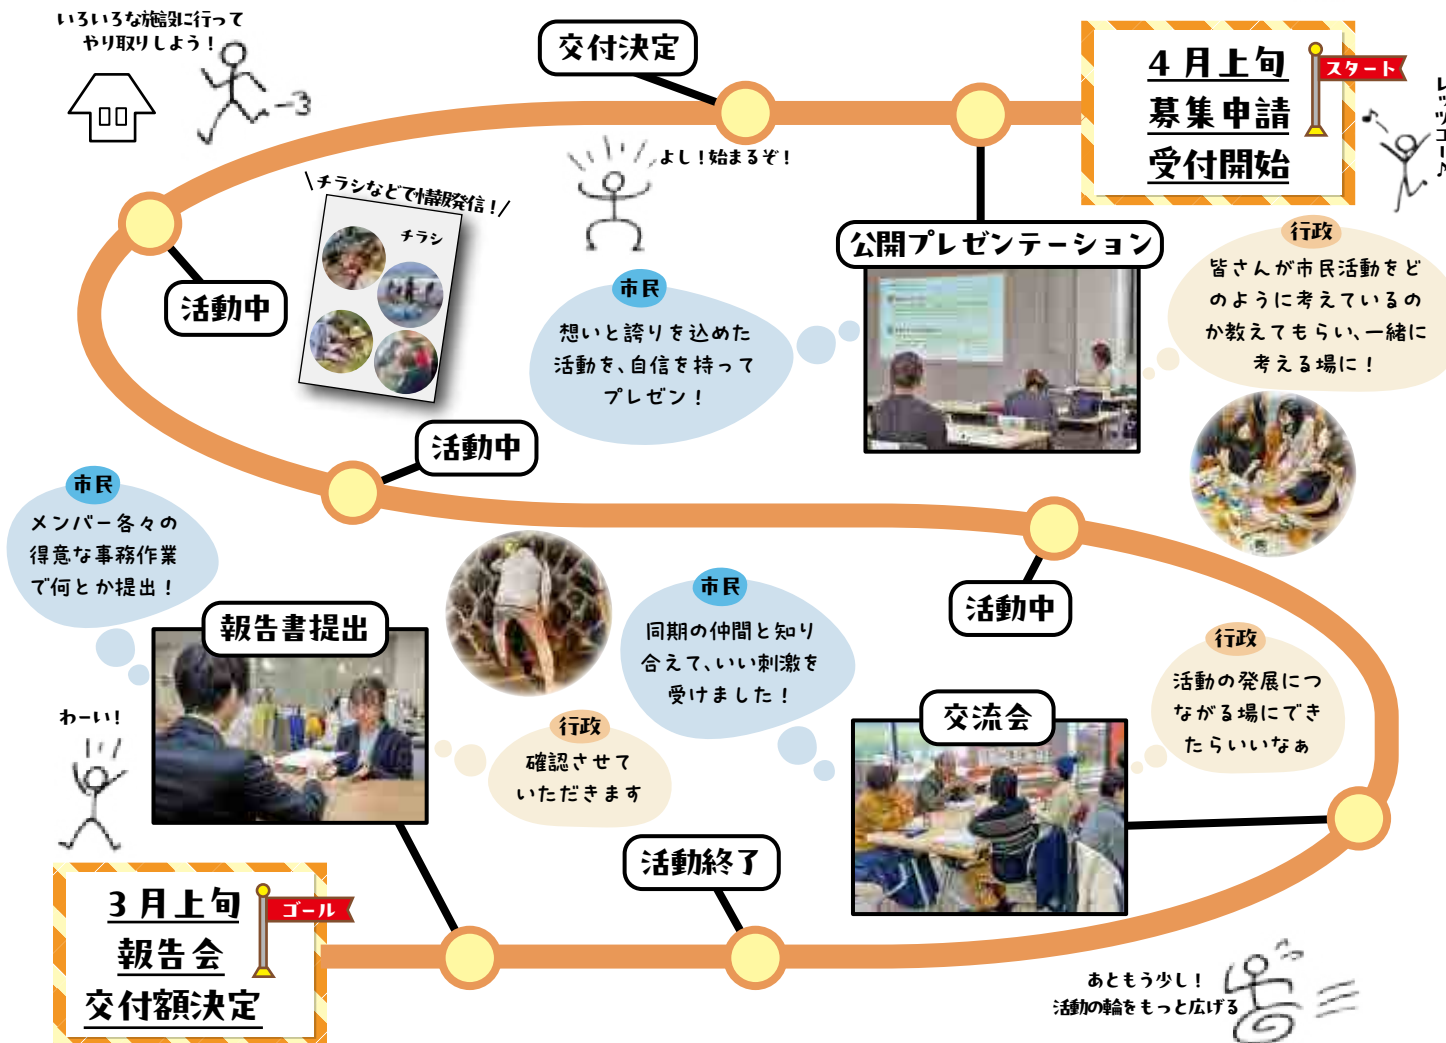 4月上旬
募集申請
受付開始
スタート
レッツゴー♪
公開プレゼンテーション
行政
皆さんが市民活動をど
のように考えているの
か教えてもらい、一緒に
考える場に！
市民
想いと誇りを込めた
活動を、自信を持って
プレゼン！
交付決定
よし！始まるぞ！
いろいろな施設に行って
やり取りしよう！
活動中
\チラシなどで情報発信！/
チラシ
活動中
活動中
交流会
市民
同期の仲間と知り
合えて、いい刺激を
受けました！
行政
活動の発展につ
ながる場にでき
たらいいなぁ
あともう少し！
活動の輪をもっと広げる
活動終了
報告書提出
市民
メンバー各々の
得意な事務作業
で何とか提出！
行政
確認させて
いただきます
わーい！
3月上旬
報告会
交付額決定
ゴール